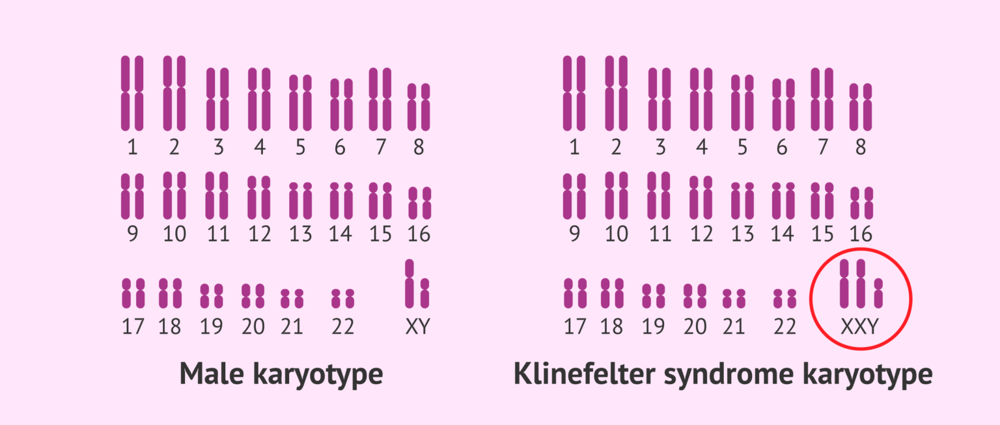 1 2 3 4 5 6 7 8
9 10 11 12 13 14 15 16
17 18 19 20 21 22 XY
Male karyotype
1 2 3 4 5 6 7 8
9 10 11 12 13 14 15 16
17 18 19 20 21 22 XXY
Klinefelter syndrome karyotype